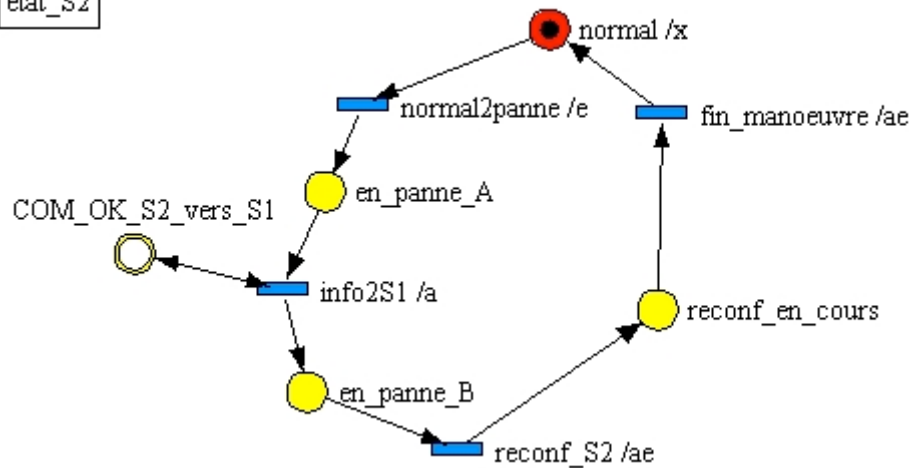 etat_S2
normal /x
normal2panne /e
fin_manoeuvre /ae
en_panne_A
COM_OK_S2_vers_S1
info2S1 /a
reconf_en_cours
en_panne_B
reconf_S2 /ae